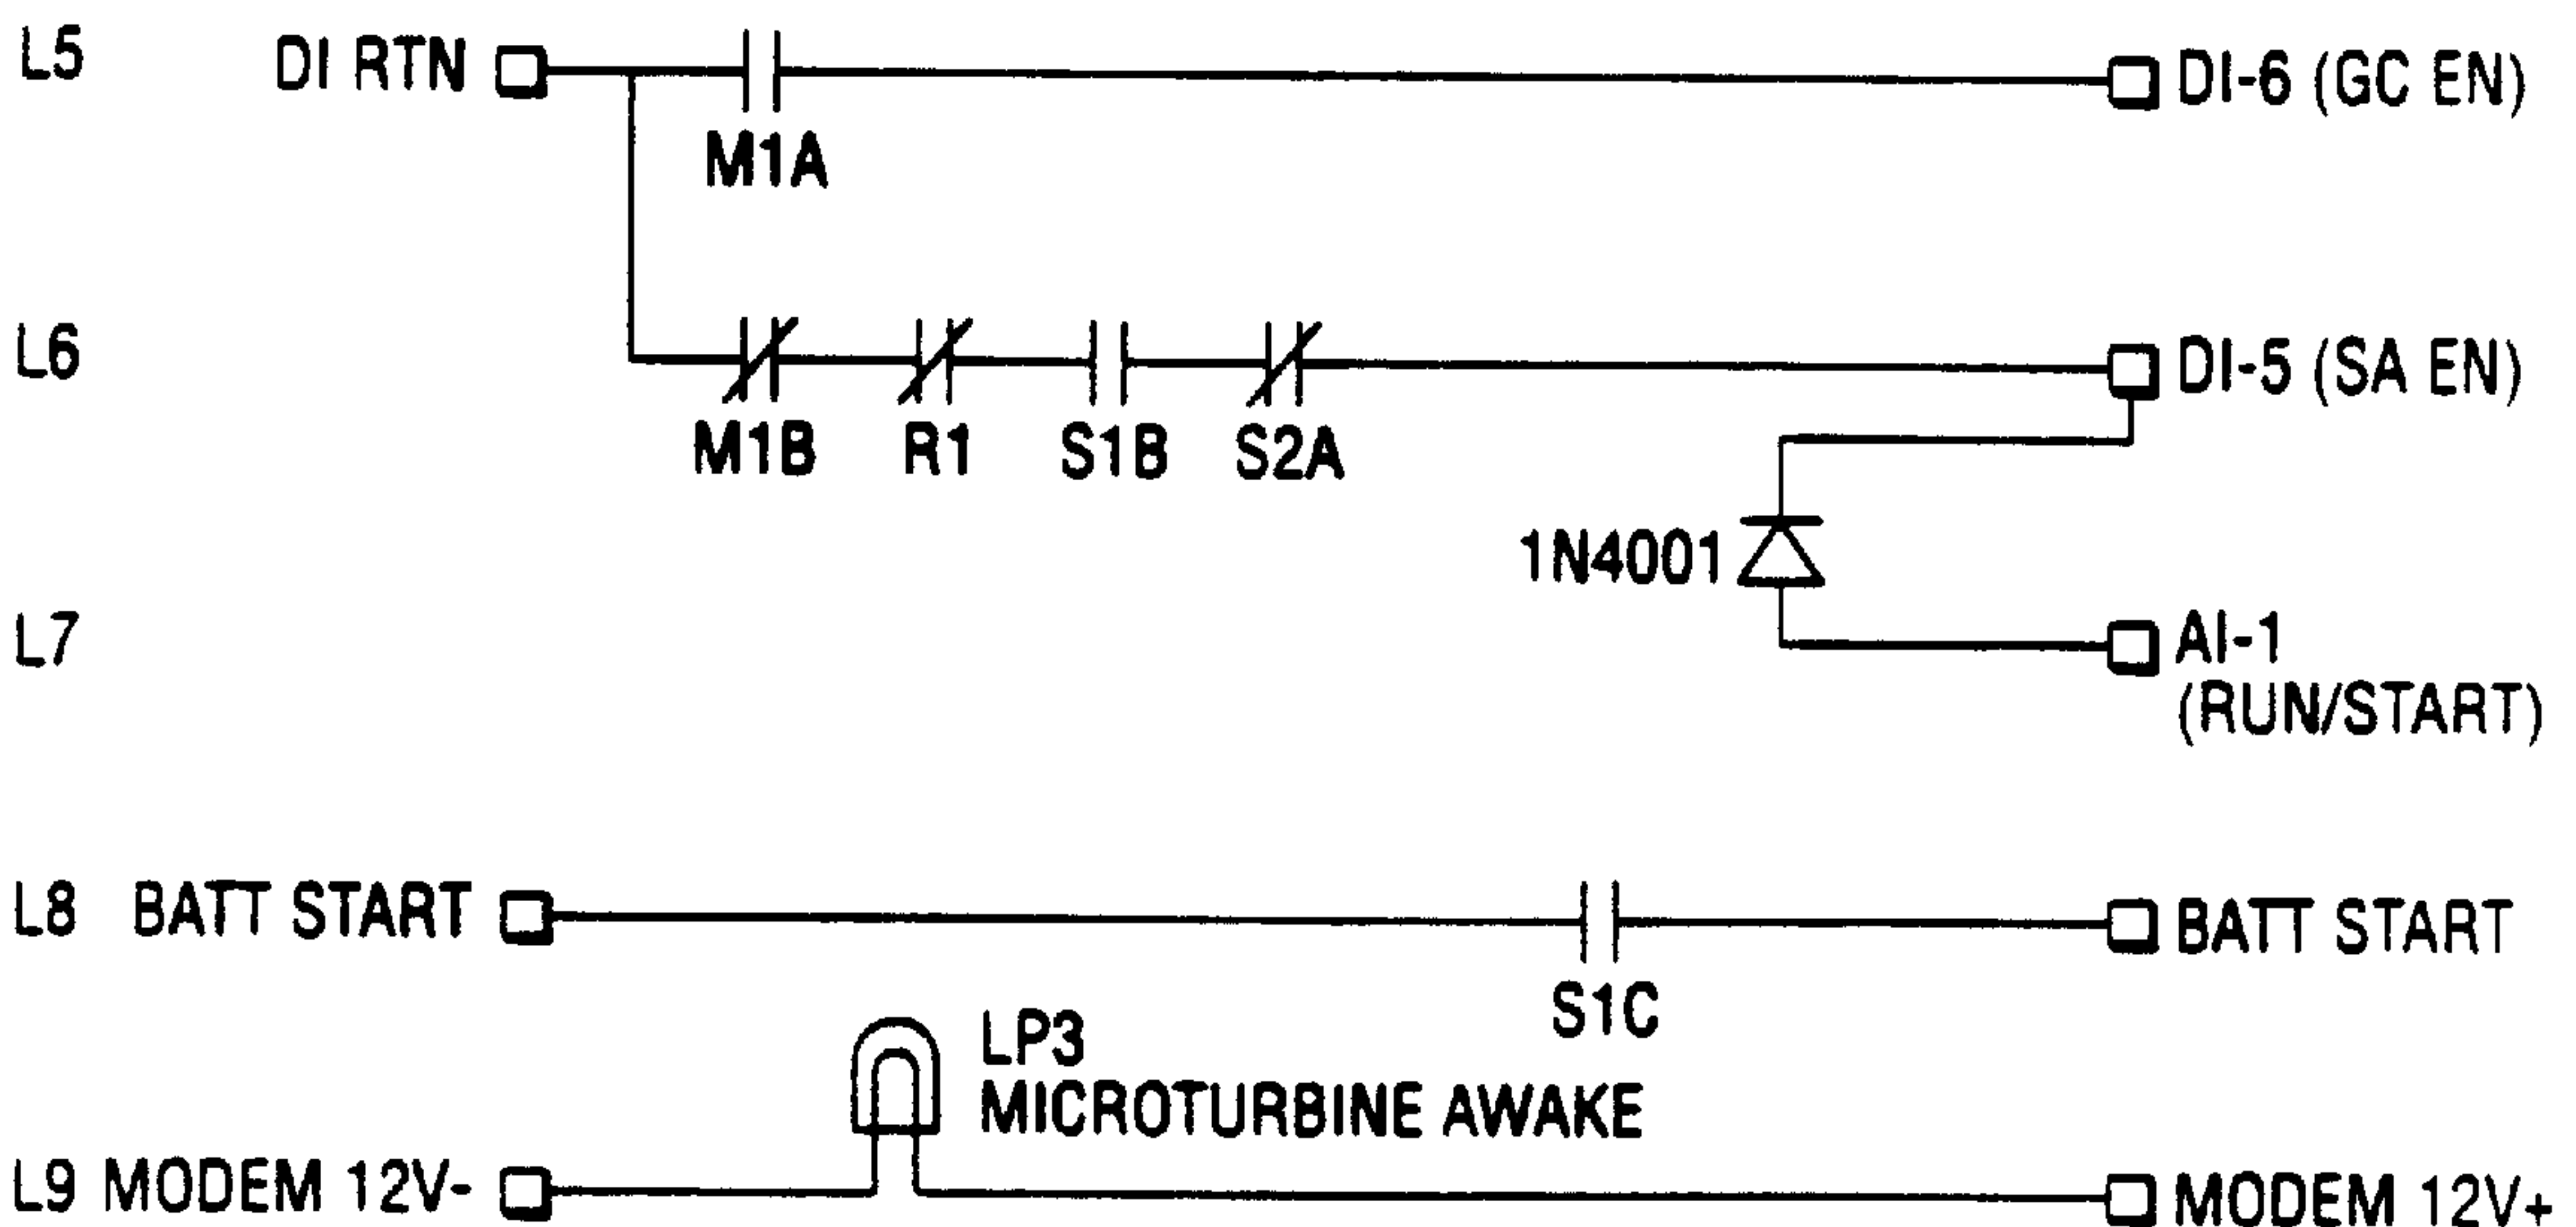 L5 DI RTN DI-6 (GC EN)
M1A
L6 DI-5 (SA EN)
M1B R1 S1B S2A
1N4001
L7 AI-1
(RUN/START)
L8 BATT START BATT START
S1C
LP3
MICROTURBINE AWAKE
L9 MODEM 12V- MODEM 12V+